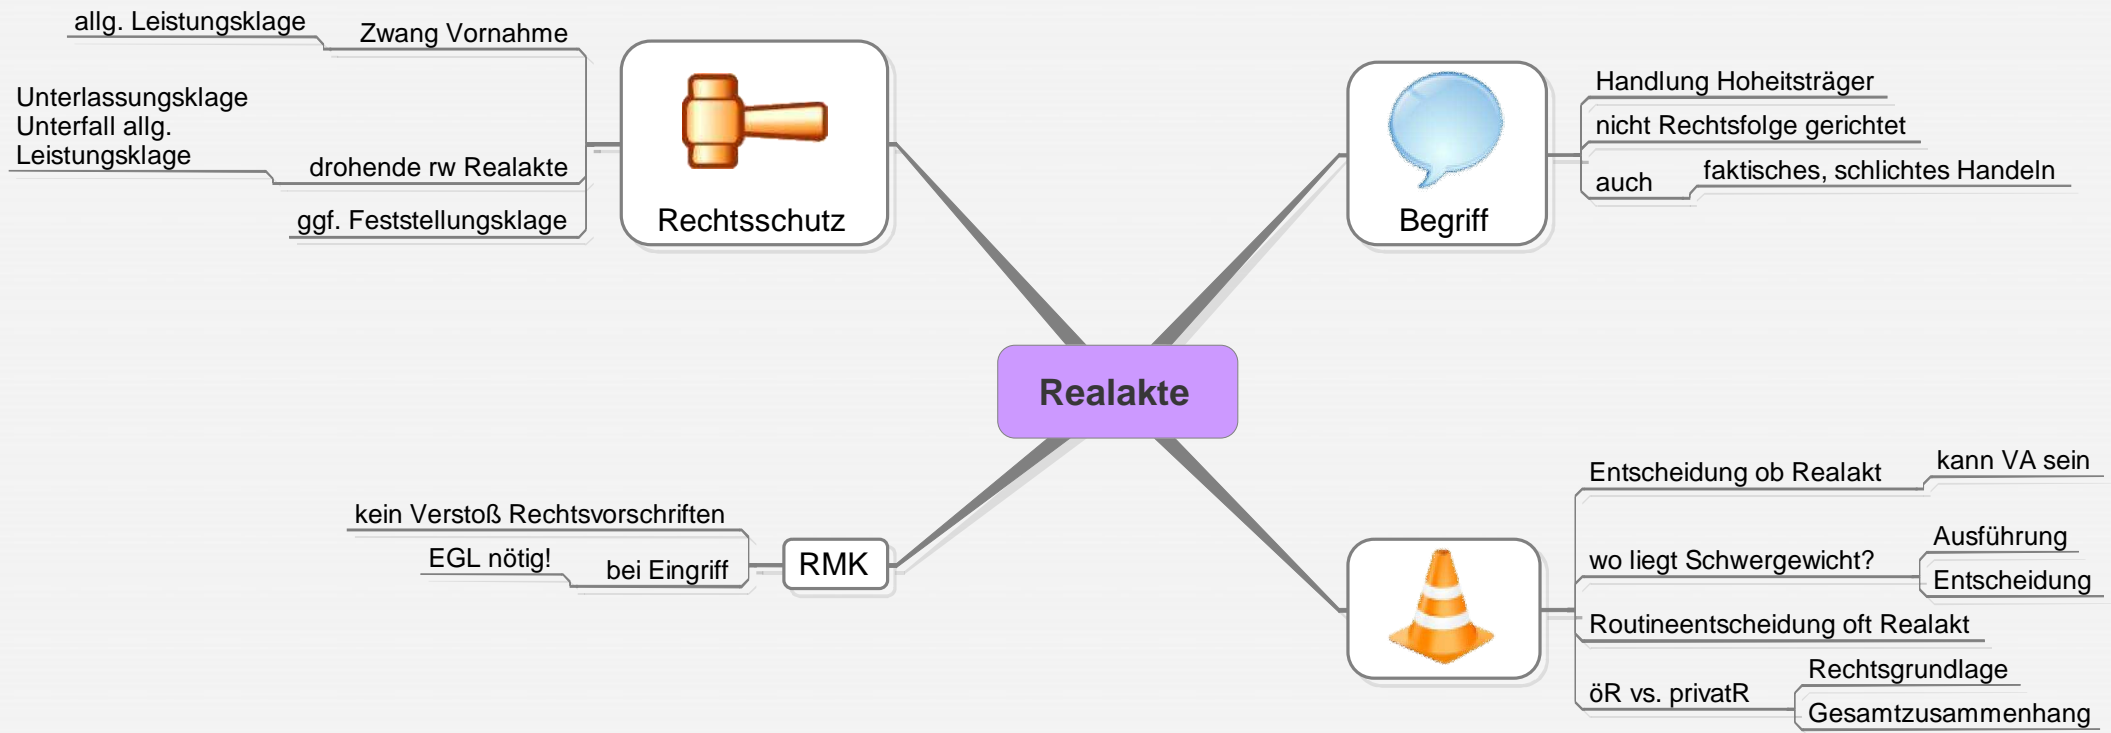 allg. Leistungsklage
Zwang Vornahme
Unterlassungsklage
Unterfall allg.
Leistungsklage
drohende rw Realakte
ggf. Feststellungsklage
Rechtsschutz
Begriff
Handlung Hoheitsträger
nicht Rechtsfolge gerichtet
auch
faktisches, schlichtes Handeln
Realakte
kein Verstoß Rechtsvorschriften
EGL nötig!
bei Eingriff
RMK
Entscheidung ob Realakt
kann VA sein
wo liegt Schwergewicht?
Ausführung
Entscheidung
Routineentscheidung oft Realakt
öR vs. privatR
Rechtsgrundlage
Gesamtzusammenhang